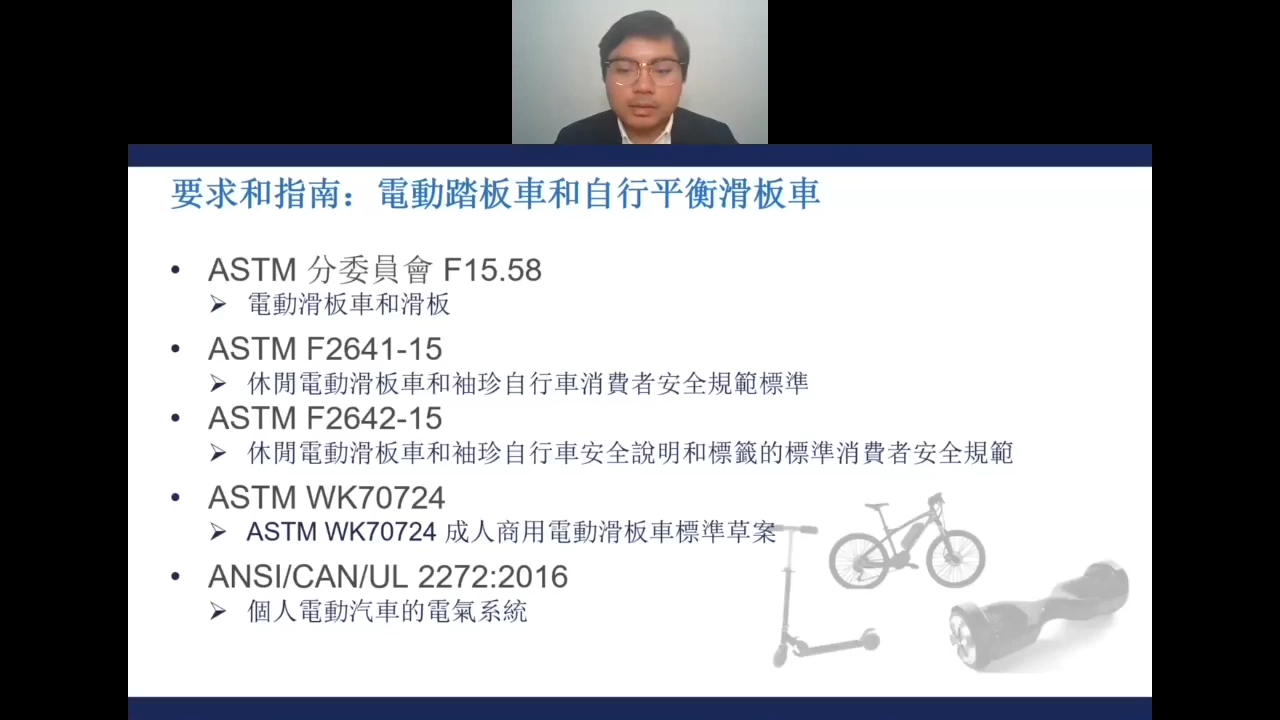 要求和指南：電動踏板車和自行平衡滑板車
• ASTM 分委員會 F15.58
➢ 電動滑板車和滑板
• ASTM F2641-15
➢ 休閒電動滑板車和袖珍自行車消費者安全規範標準
• ASTM F2642-15
➢ 休閒電動滑板車和袖珍自行車安全說明和標籤的標準消費者安全規範
• ASTM WK70724
➢ ASTM WK70724 成人商用電動滑板車標準草案
• ANSI/CAN/UL 2272:2016
➢ 個人電動汽車的電氣系統